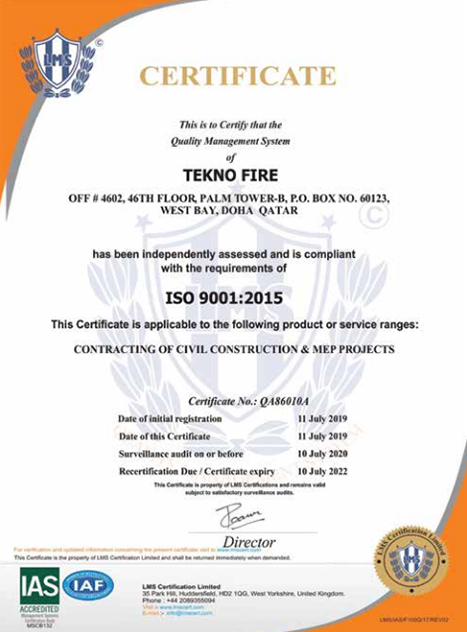 LMS
©
CERTIFICATE
This is to Certify that the
Quality Management System
of
TEKNO FIRE
OFF # 4602, 46TH FLOOR, PALM TOWER-B, P.O. BOX NO. 60123,
WEST BAY, DOHA QATAR
©
has been independently assessed and is compliant
with the requirements of
LMS
ISO 9001:2015
This Certificate is applicable to the following product or service ranges:
CONTRACTING OF CIVIL CONSTRUCTION & MEP PROJECTS
Certificate No.: QA86010A
Date of initial registration 11 July 2019
Date of this Certificate 11 July 2019
Surveillance audit on or before 10 July 2020
Recertification Due / Certificate expiry 10 July 2022
This Certificate is property of LMS Certifications and remains valid
subject to satisfactory surveillance audits.
Director
For verification and updated information concerning the present certificate visit to www.lmscert.com
This Certificate is the property of LMS Certification Limited and shall be returned immediately when demanded.
LMS Certification Limited
IAS
ACCREDITED
Management Systems
Certification Body
MSCB132
IAF
LMS Certification Limited
35 Park Hill, Huddersfield, HD2 1QG, West Yorkshire, United Kingdom.
Phone : +44 2089355094
Visit :- www.lmscert.com
E mail :- info@lmscert.com